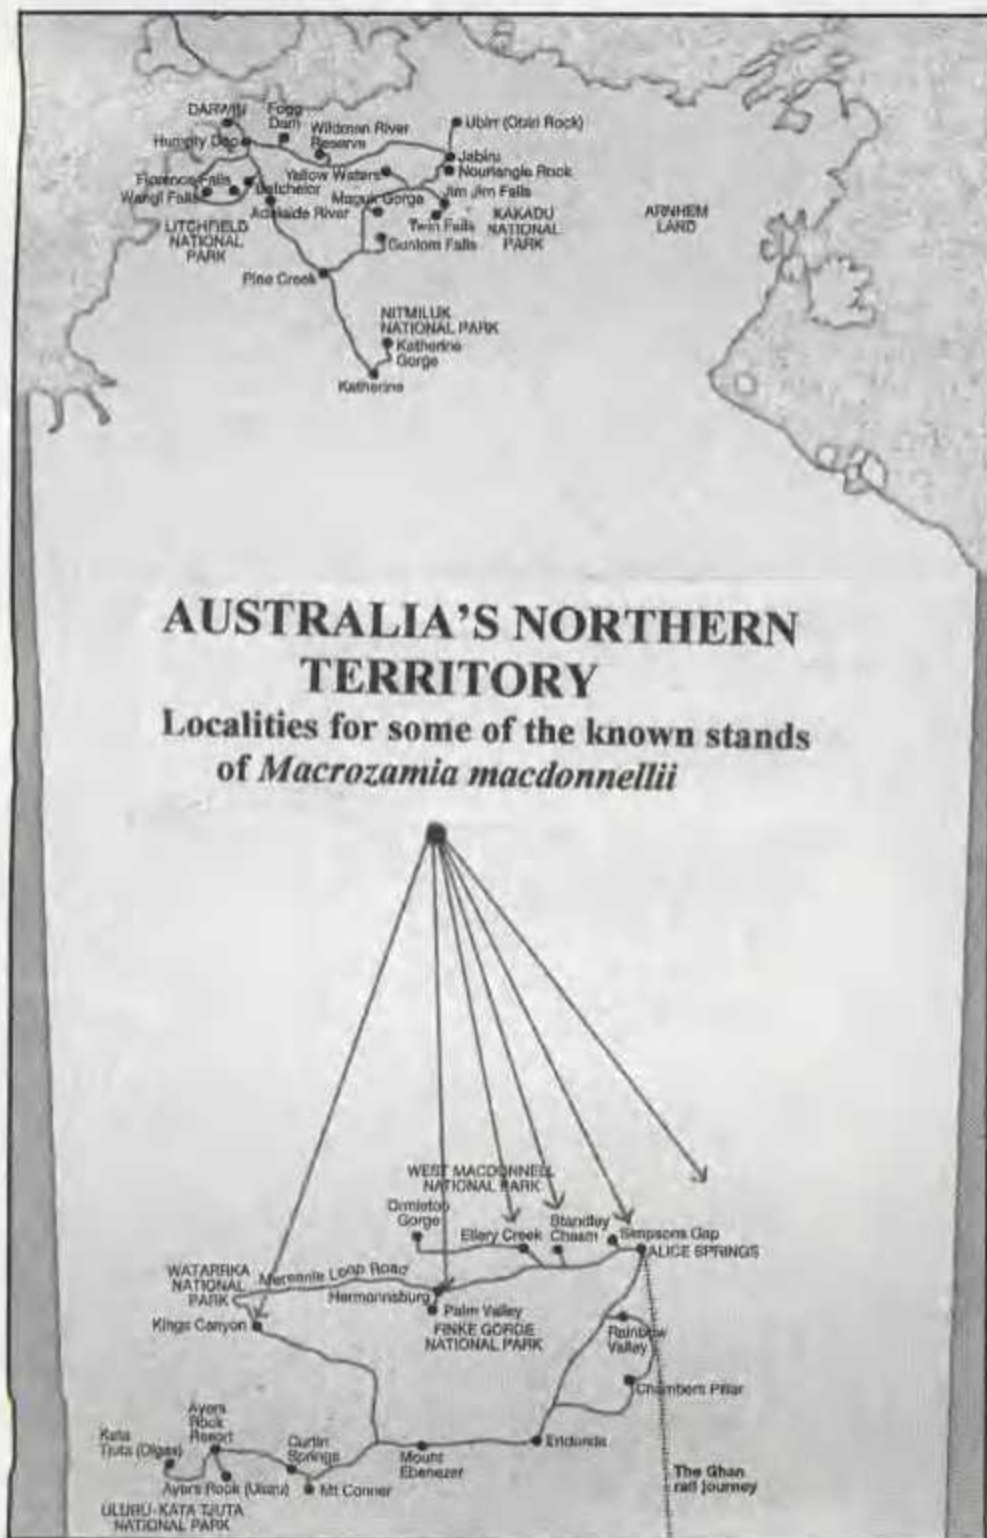 DARWIN
Fogg
Dam
Wildman River
Reserve
Ubirr (Obiri Rock)
Humpty Doo
Jabiru
Nourlangie Rock
Yellow Waters
Florence Falls
Wangi Falls
Batchelor
Adelaide River
Maguk Gorge
Jim Jim Falls
Twin Falls
Gunlom Falls
KAKADU
NATIONAL
PARK
ARNHEM
LAND
LITCHFIELD
NATIONAL
PARK
Pine Creek
NITMILUK
NATIONAL PARK
Katherine
Gorge
Katherine
AUSTRALIA'S NORTHERN
TERRITORY
Localities for some of the known stands
of Macrozamia macdonnellii
WEST MACDONNELL
NATIONAL PARK
Ormiston
Gorge
Ellery Creek
Standley
Chasm
Simpsons Gap
ALICE SPRINGS
WATARRKA
NATIONAL
PARK
Mereenie Loop Road
Hermannsburg
Palm Valley
FINKE GORGE
NATIONAL PARK
Kings Canyon
Rainbow
Valley
Chambers Pillar
Ayers
Rock
Resort
Kata
Tjuta (Olgas)
Curtin
Springs
Mount
Ebenezer
Erldunda
Ayers Rock (Uluru)
Mt Conner
The Ghan
rail journey
ULURU-KATA TJUTA
NATIONAL PARK